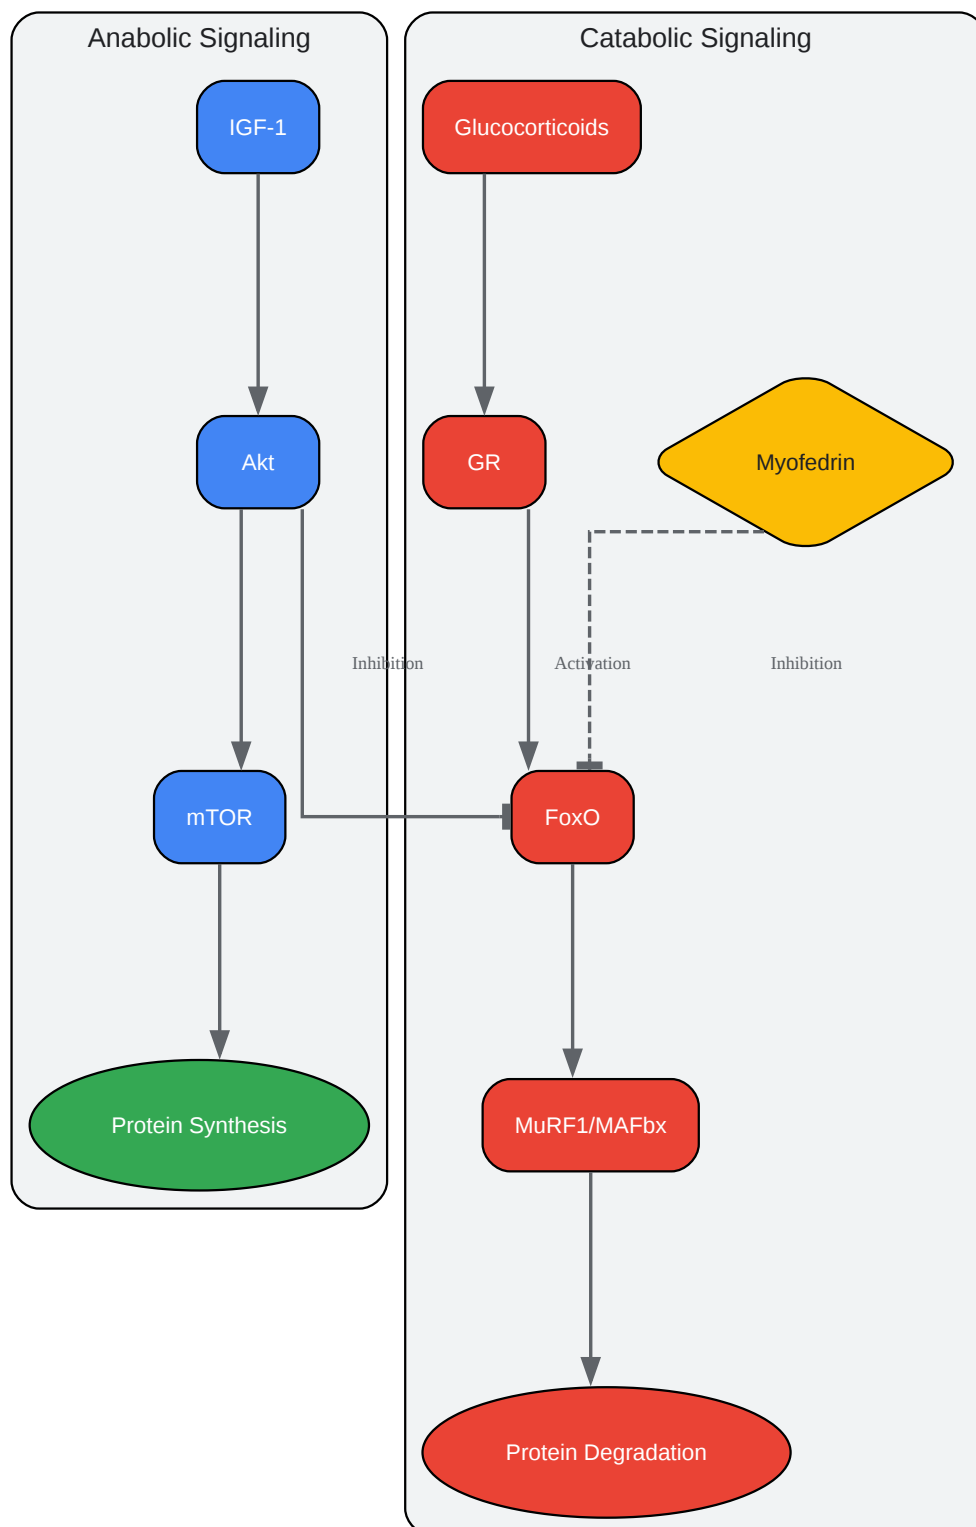 Anabolic Signaling
Catabolic Signaling
IGF-1
Glucocorticoids
Akt
GR
Myofedrin
Inhibition
Activation
Inhibition
mTOR
FoxO
Protein Synthesis
MuRF1/MAFbx
Protein Degradation